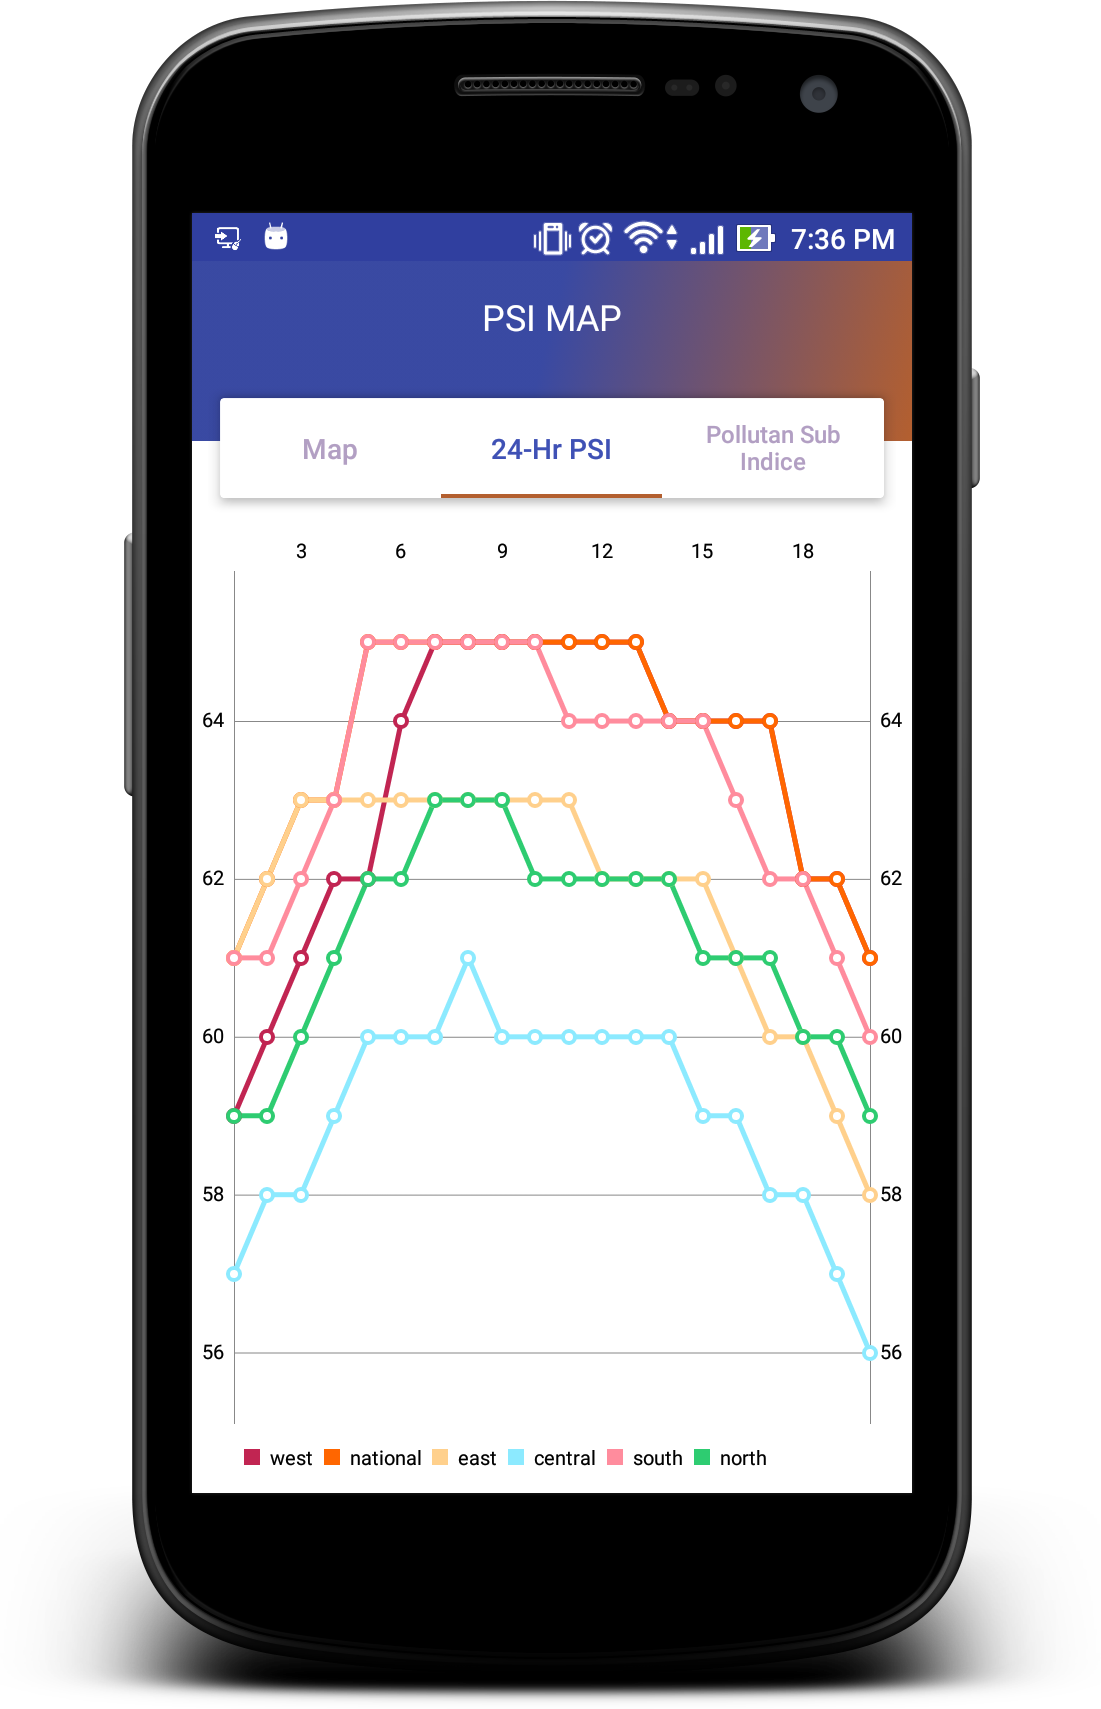 7:36 PM
PSI MAP
Map
24-Hr PSI
Pollutan Sub
Indice
3 6 9 12 15 18
64 64
62 62
60 60
58 58
56 56
west national east central south north